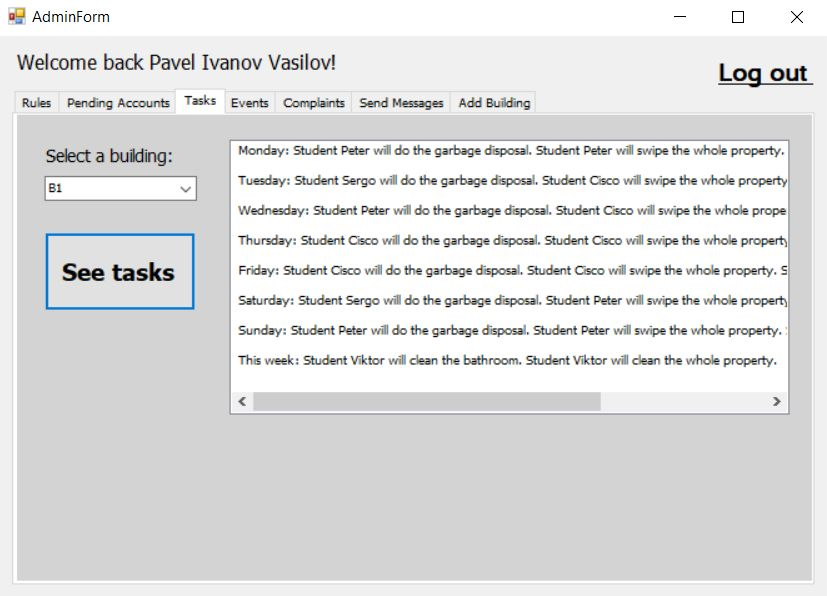 AdminForm
Welcome back Pavel Ivanov Vasilov!
Log out
Rules
Pending Accounts
Tasks
Events
Complaints
Send Messages
Add Building
Select a building:
B1
See tasks
Monday: Student Peter will do the garbage disposal. Student Peter will swipe the whole property.
Tuesday: Student Sergo will do the garbage disposal. Student Cisco will swipe the whole property
Wednesday: Student Peter will do the garbage disposal. Student Cisco will swipe the whole prope
Thursday: Student Cisco will do the garbage disposal. Student Cisco will swipe the whole property
Friday: Student Cisco will do the garbage disposal. Student Cisco will swipe the whole property. S
Saturday: Student Sergo will do the garbage disposal. Student Peter will swipe the whole property
Sunday: Student Peter will do the garbage disposal. Student Peter will swipe the whole property.
This week: Student Viktor will clean the bathroom. Student Viktor will clean the whole property.